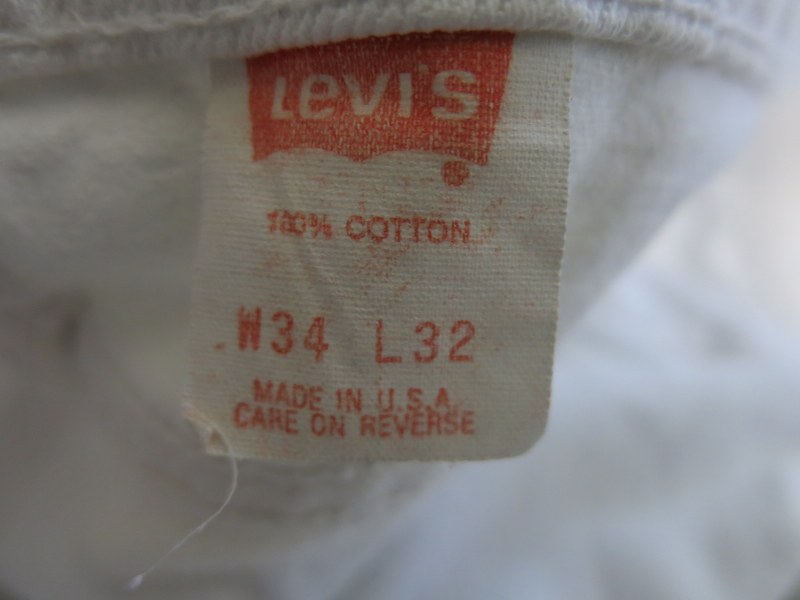 LEVI'S
®
100% COTTON
W34 L32
MADE IN U.S.A.
CARE ON REVERSE